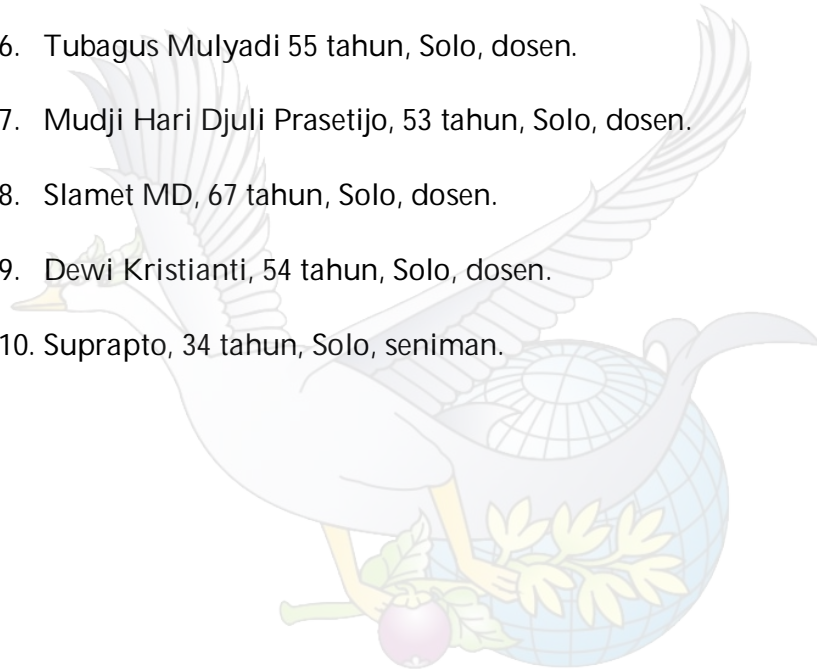 6. Tubagus Mulyadi 55 tahun, Solo, dosen.
7. Mudji Hari Djuli Prasetijo, 53 tahun, Solo, dosen.
8. Slamet MD, 67 tahun, Solo, dosen.
9. Dewi Kristianti, 54 tahun, Solo, dosen.
10. Suprapto, 34 tahun, Solo, seniman.